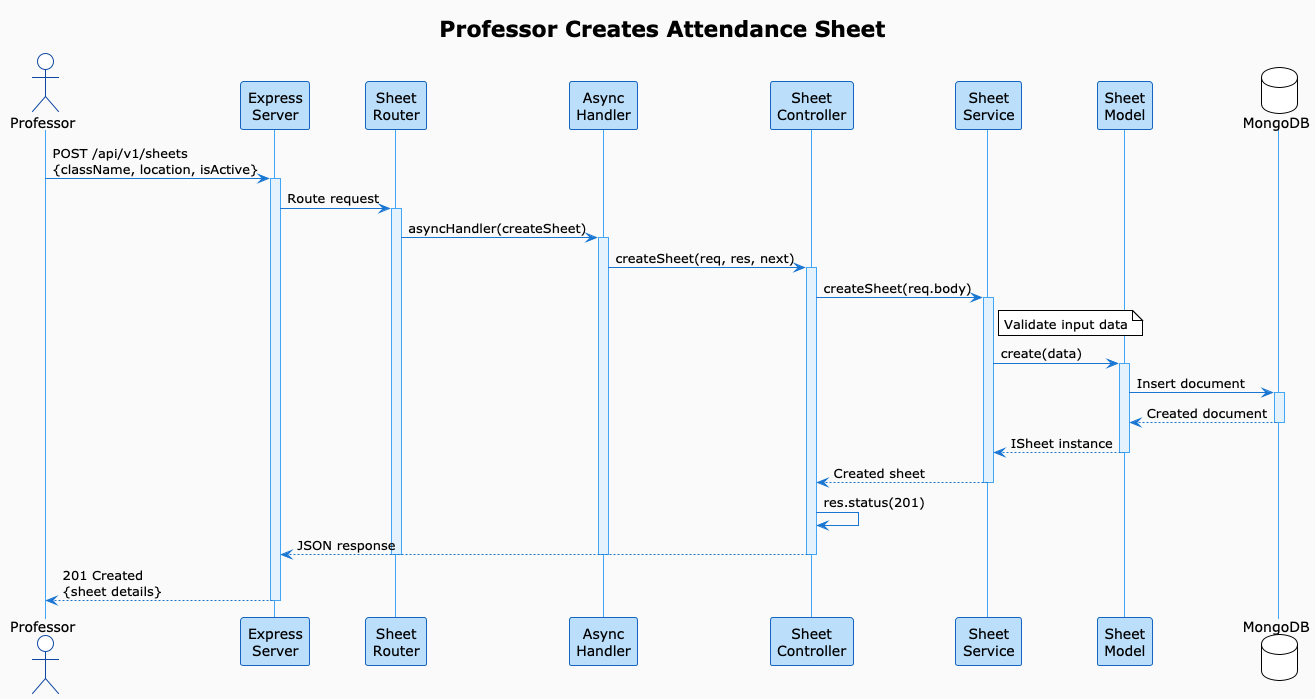 Professor Creates Attendance Sheet
Professor
Express
Server
Sheet
Router
Async
Handler
Sheet
Controller
Sheet
Service
Sheet
Model
MongoDB
POST /api/v1/sheets
{className, location, isActive}
Route request
asyncHandler(createSheet)
createSheet(req, res, next)
createSheet(req.body)
Validate input data
create(data)
Insert document
Created document
ISheet instance
Created sheet
res.status(201)
JSON response
201 Created
{sheet details}
Professor
Express
Server
Sheet
Router
Async
Handler
Sheet
Controller
Sheet
Service
Sheet
Model
MongoDB